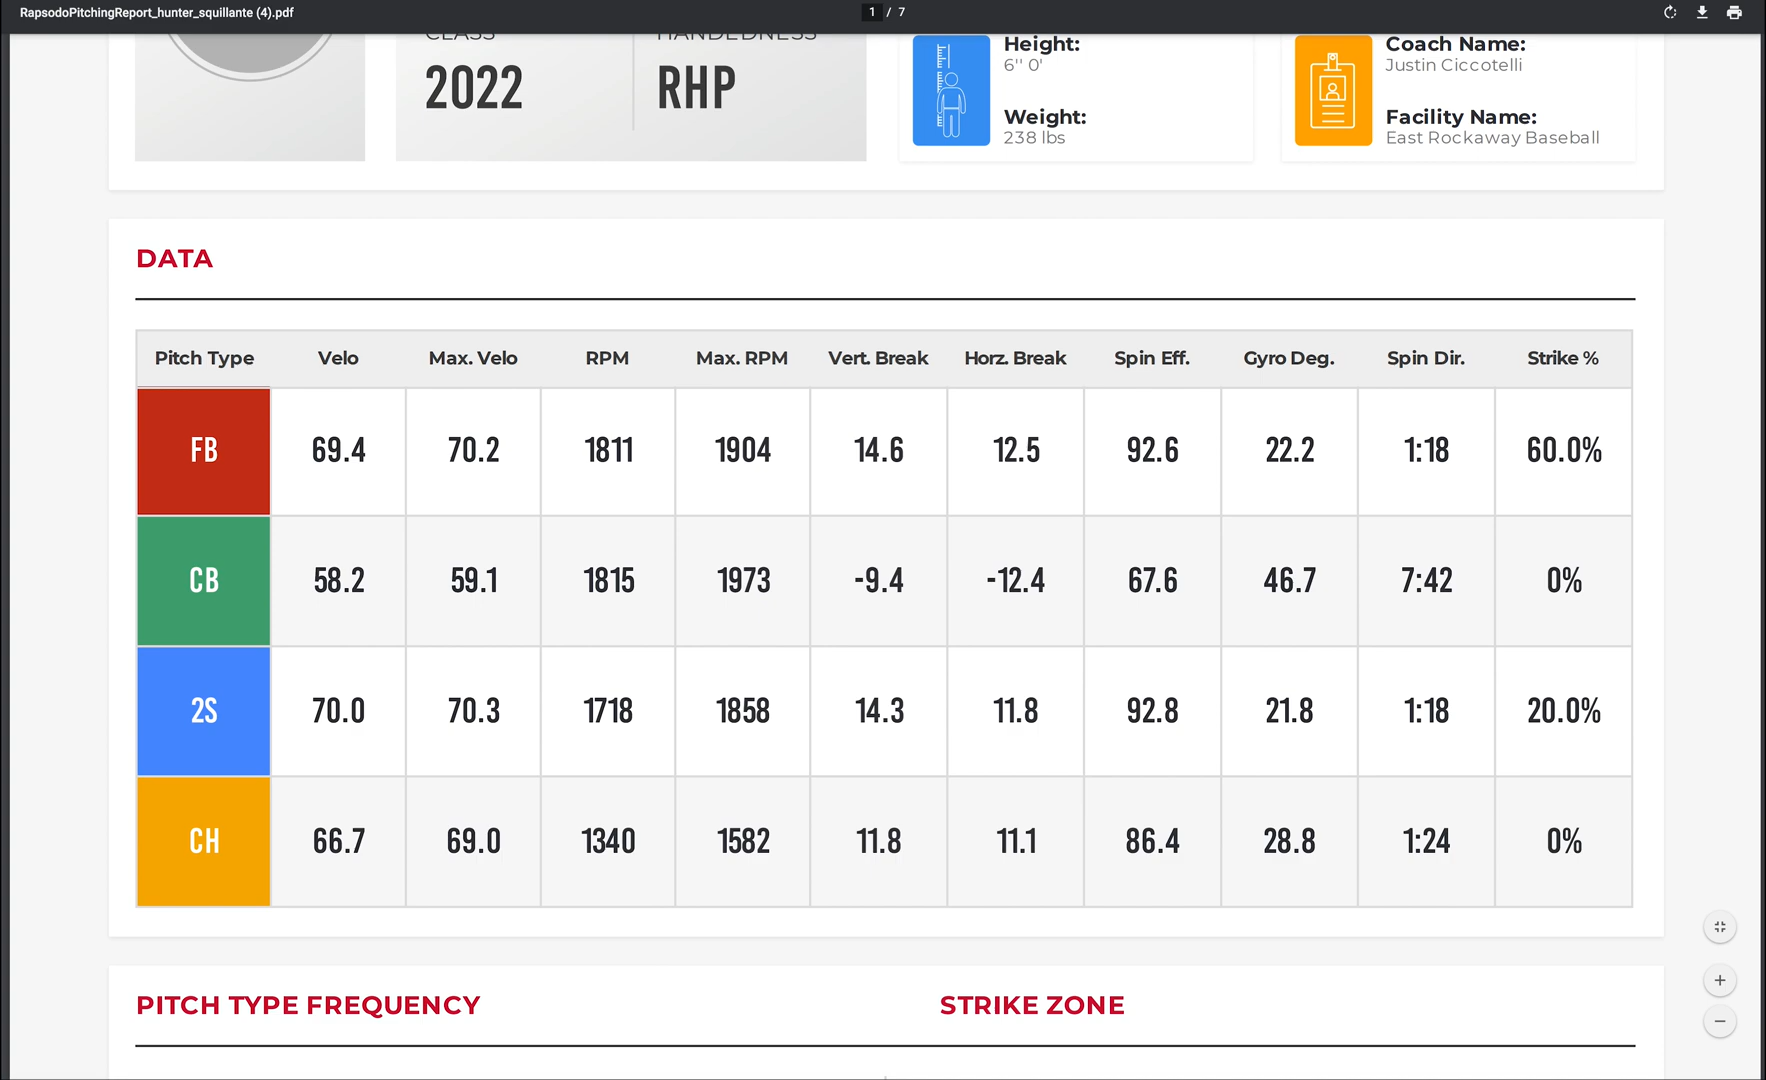 RapsodoPitchingReport_hunter_squillante (4).pdf
1 / 7
CLASS
HANDEDNESS
2022
RHP
Height:
6'' 0'
Weight:
238 lbs
Coach Name:
Justin Ciccotelli
Facility Name:
East Rockaway Baseball
DATA
Pitch Type Velo Max. Velo RPM Max. RPM Vert. Break Horz. Break Spin Eff. Gyro Deg. Spin Dir. Strike %
FB 69.4 70.2 1811 1904 14.6 12.5 92.6 22.2 1:18 60.0%
CB 58.2 59.1 1815 1973 -9.4 -12.4 67.6 46.7 7:42 0%
2S 70.0 70.3 1718 1858 14.3 11.8 92.8 21.8 1:18 20.0%
CH 66.7 69.0 1340 1582 11.8 11.1 86.4 28.8 1:24 0%
PITCH TYPE FREQUENCY
STRIKE ZONE